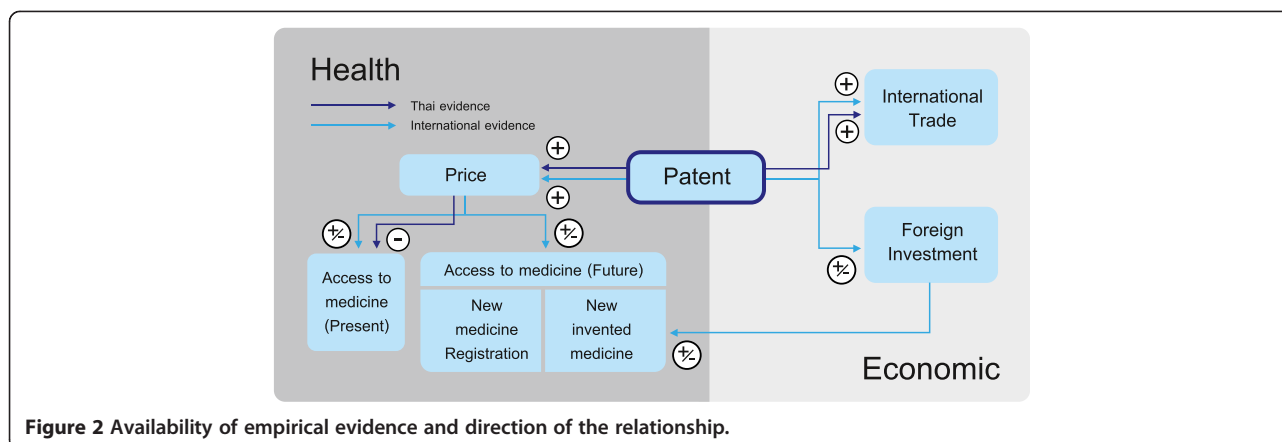 Health
Thai evidence
International evidence
+
+
International
Trade
+
Price
Patent
+
+/-
-
+/-
Foreign
Investment
+/-
Access to
medicine
(Present)
Access to medicine (Future)
New
medicine
Registration
New
invented
medicine
+/-
Economic
Figure 2 Availability of empirical evidence and direction of the relationship.